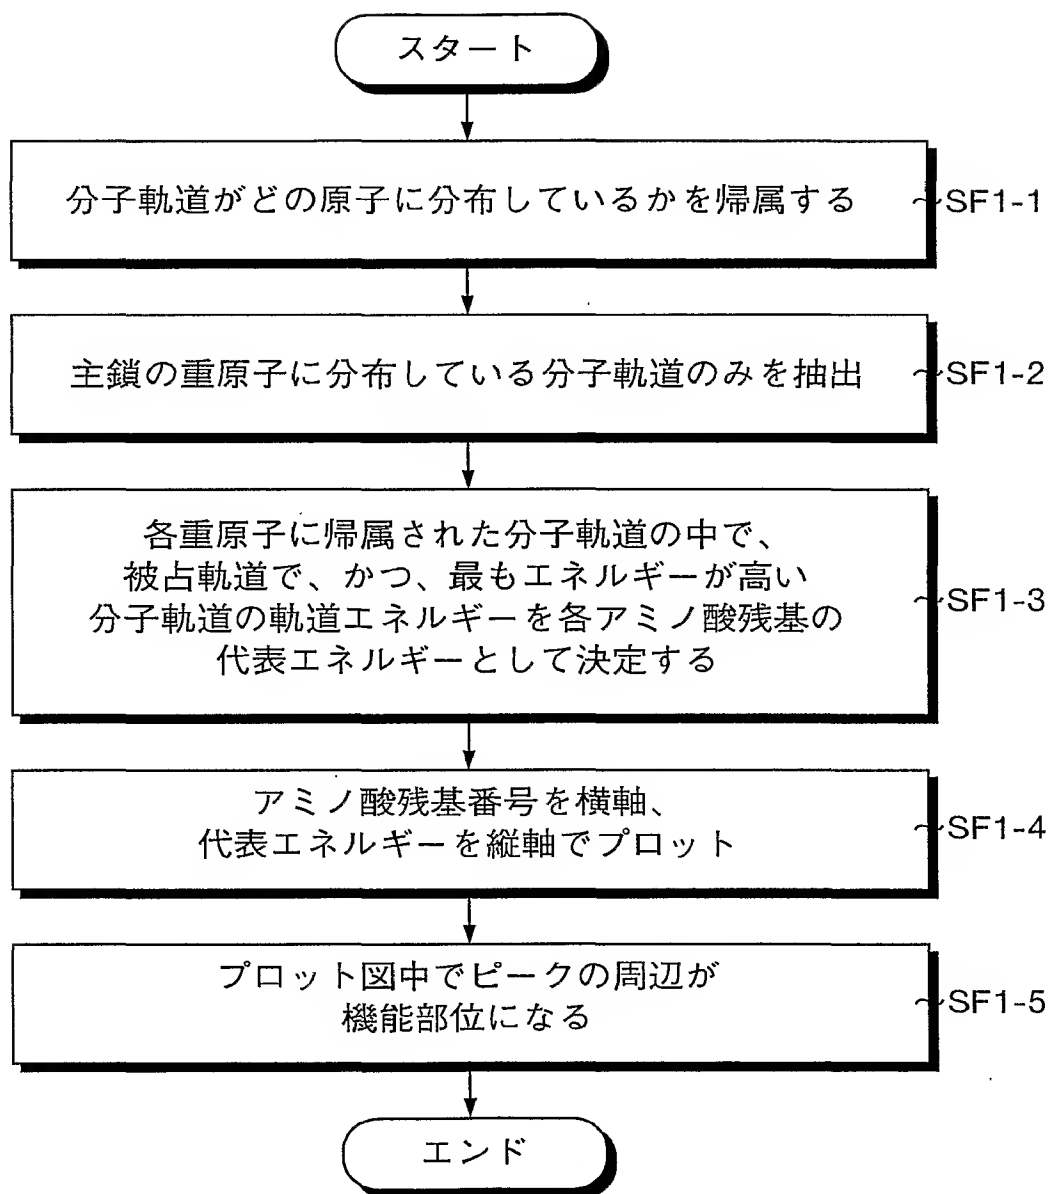 スタート
分子軌道がどの原子に分布しているかを帰属する
SF1-1
主鎖の重原子に分布している分子軌道のみを抽出
SF1-2
各重原子に帰属された分子軌道の中で、
被占軌道で、かつ、最もエネルギーが高い
分子軌道の軌道エネルギーを各アミノ酸残基の
代表エネルギーとして決定する
SF1-3
アミノ酸残基番号を横軸、
代表エネルギーを縦軸でプロット
SF1-4
プロット図中でピークの周辺が
機能部位になる
SF1-5
エンド